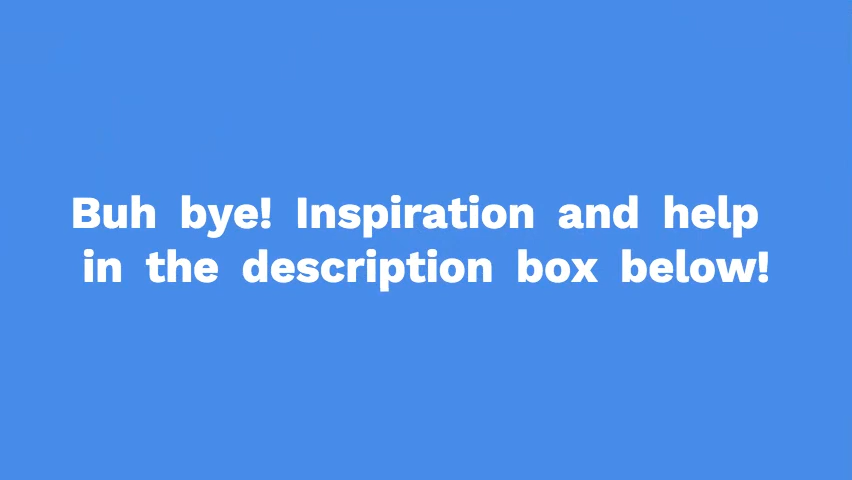 Buh bye! Inspiration and help
in the description box below!